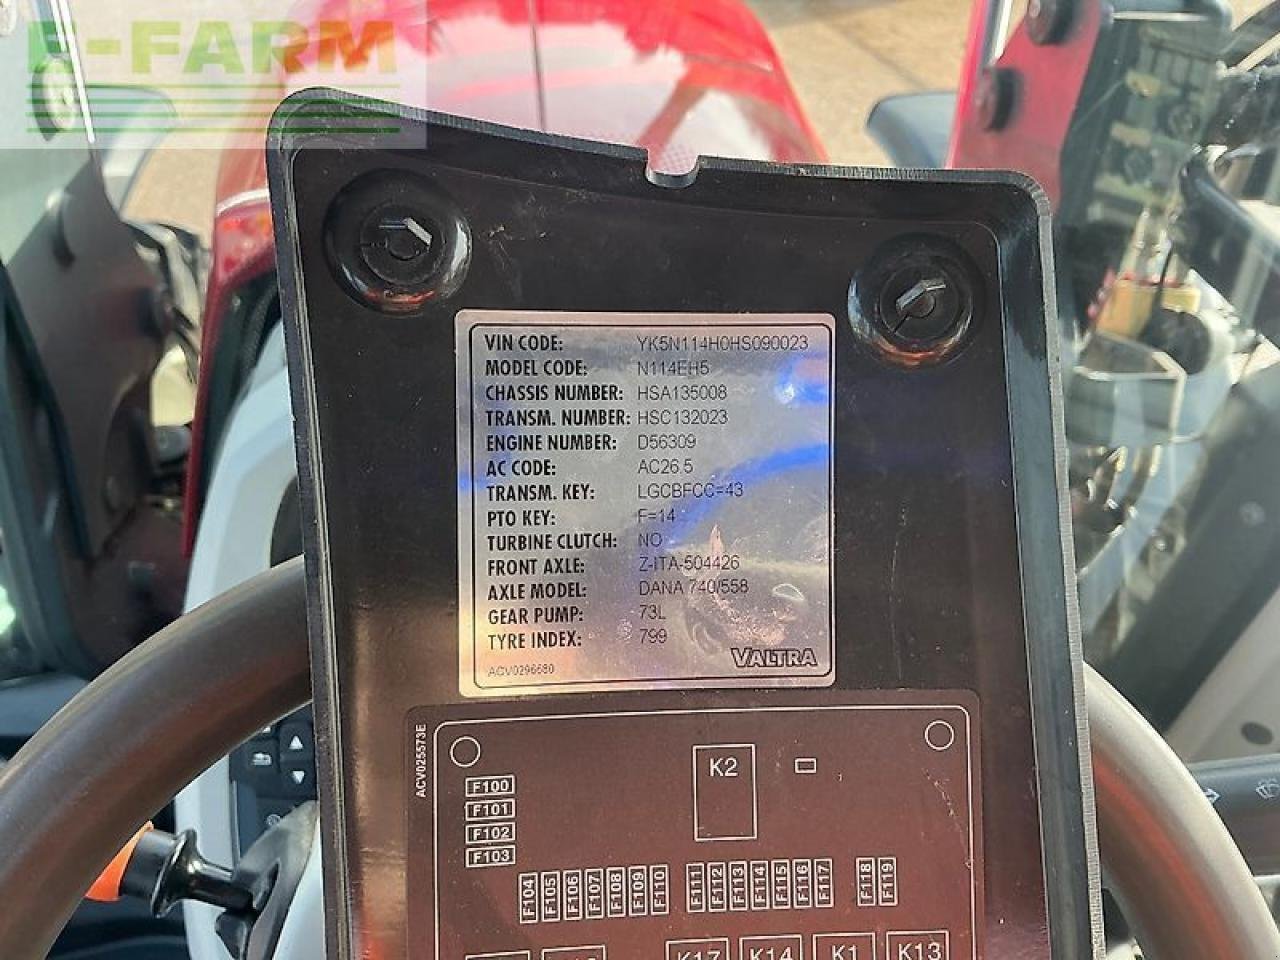 E-FARM
VIN CODE: YK5N114H0HS090023
MODEL CODE: N114EH5
CHASSIS NUMBER: HSA135008
TRANSM. NUMBER: HSC132023
ENGINE NUMBER: D56309
AC CODE: AC26.5
TRANSM. KEY: LGCBFCC=43
PTO KEY: F=14
TURBINE CLUTCH: NO
FRONT AXLE: Z-ITA-504426
AXLE MODEL: DANA 740/558
GEAR PUMP: 73L
TYRE INDEX: 799
ACV0296680 VALTRA
ACV025573E
K2
F100
F101
F102
F103
F104 F105 F106 F107 F108 F109 F110 F111 F112 F113 F114 F115 F116 F117 F118 F119
K17 K14 K1 K13